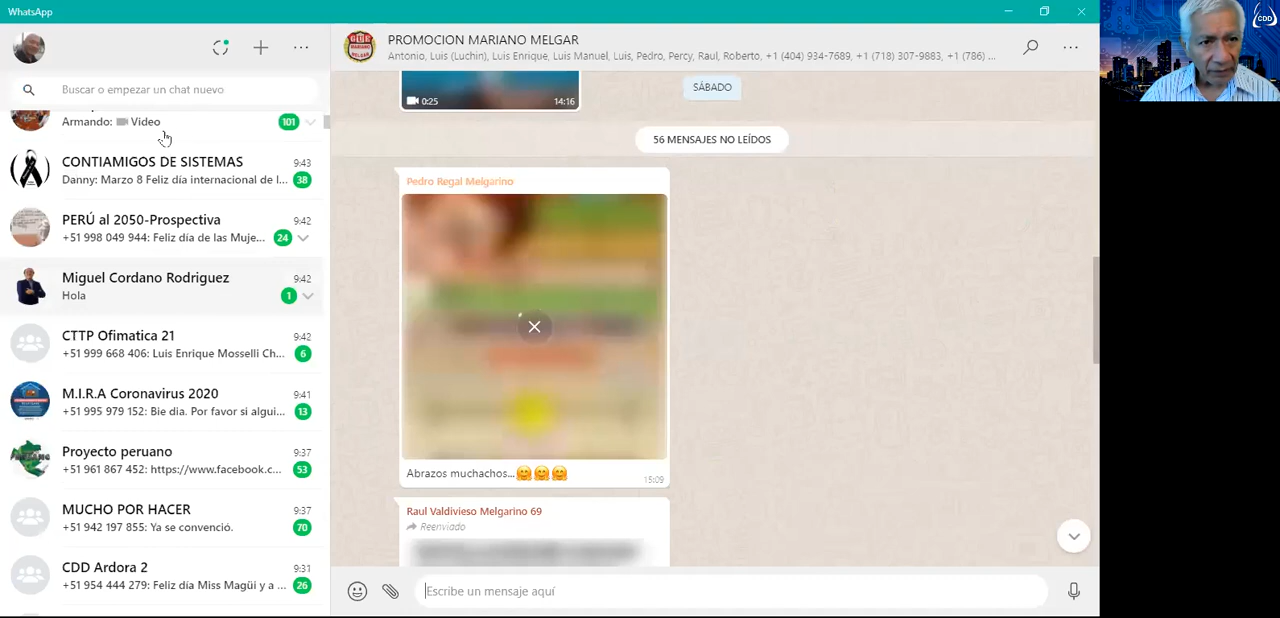 WhatsApp
Buscar o empezar un chat nuevo
Armando: Video
101
CONTIAMIGOS DE SISTEMAS
9:43
Danny: Marzo 8 Feliz día internacional de l...
38
PERÚ al 2050-Prospectiva
9:42
+51 998 049 944: Feliz día de las Muje...
24
Miguel Cordano Rodriguez
9:42
Hola
1
CTTP Ofimatica 21
9:42
+51 999 668 406: Luis Enrique Mosselli Ch...
6
M.I.R.A Coronavirus 2020
9:41
+51 995 979 152: Bie dia. Por favor si algui...
13
Proyecto peruano
9:37
+51 961 867 452: https://www.facebook.c...
53
MUCHO POR HACER
9:37
+51 942 197 855: Ya se convenció.
70
CDD Ardora 2
9:31
+51 954 444 279: Feliz día Miss Magüi y a ...
26
PROMOCION MARIANO MELGAR
Antonio, Luis (Luchin), Luis Enrique, Luis Manuel, Luis, Pedro, Percy, Raul, Roberto, +1 (404) 934-7689, +1 (718) 307-9883, +1 (786) ...
0:25
14:16
SÁBADO
56 MENSAJES NO LEÍDOS
Pedro Regal Melgarino
Abrazos muchachos...🤗🤗🤗
15:09
Raul Valdivieso Melgarino 69
Reenviado
Escribe un mensaje aquí
CDD